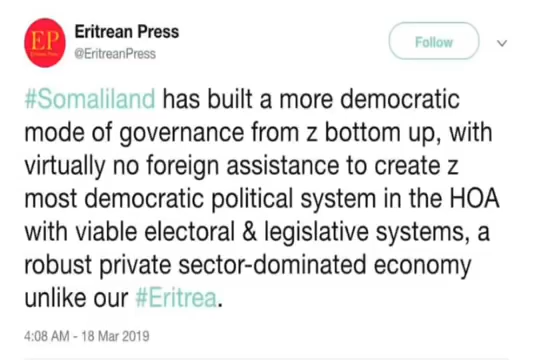 EP
Eritrean Press
Eritrean Press
@EritreanPress
Follow
#Somaliland has built a more democratic
mode of governance from z bottom up, with
virtually no foreign assistance to create z
most democratic political system in the HOA
with viable electoral & legislative systems, a
robust private sector-dominated economy
unlike our #Eritrea.
4:08 AM - 18 Mar 2019